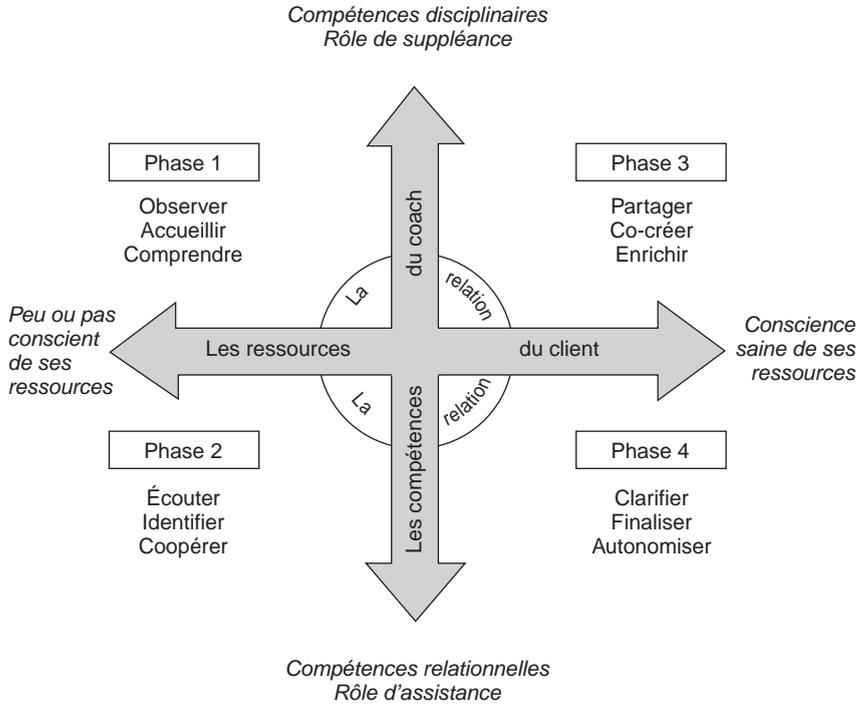 Compétences disciplinaires
Rôle de suppléance
Phase 1
Observer
Accueillir
Comprendre
Phase 3
Partager
Co-créer
Enrichir
du coach
La
relation
Peu ou pas
conscient
de ses
ressources
Les ressources
du client
Conscience
saine de ses
ressources
La
relation
Les compétences
Phase 2
Écouter
Identifier
Coopérer
Phase 4
Clarifier
Finaliser
Autonomiser
Compétences relationnelles
Rôle d’assistance